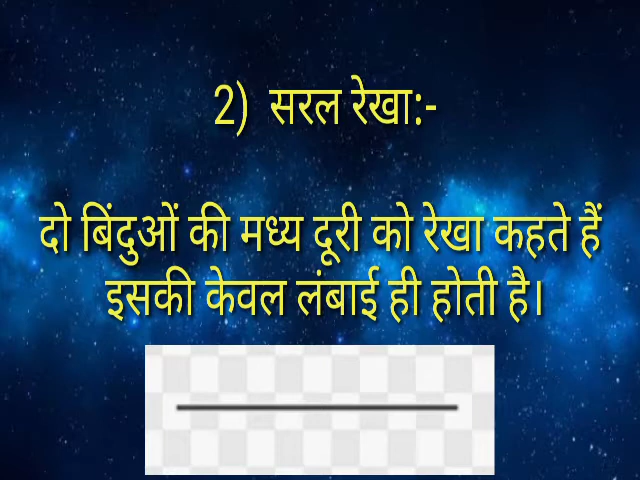 2) सरल रेखा:-
दो बिंदुओं की मध्य दूरी को रेखा कहते हैं
इसकी केवल लंबाई ही होती है।